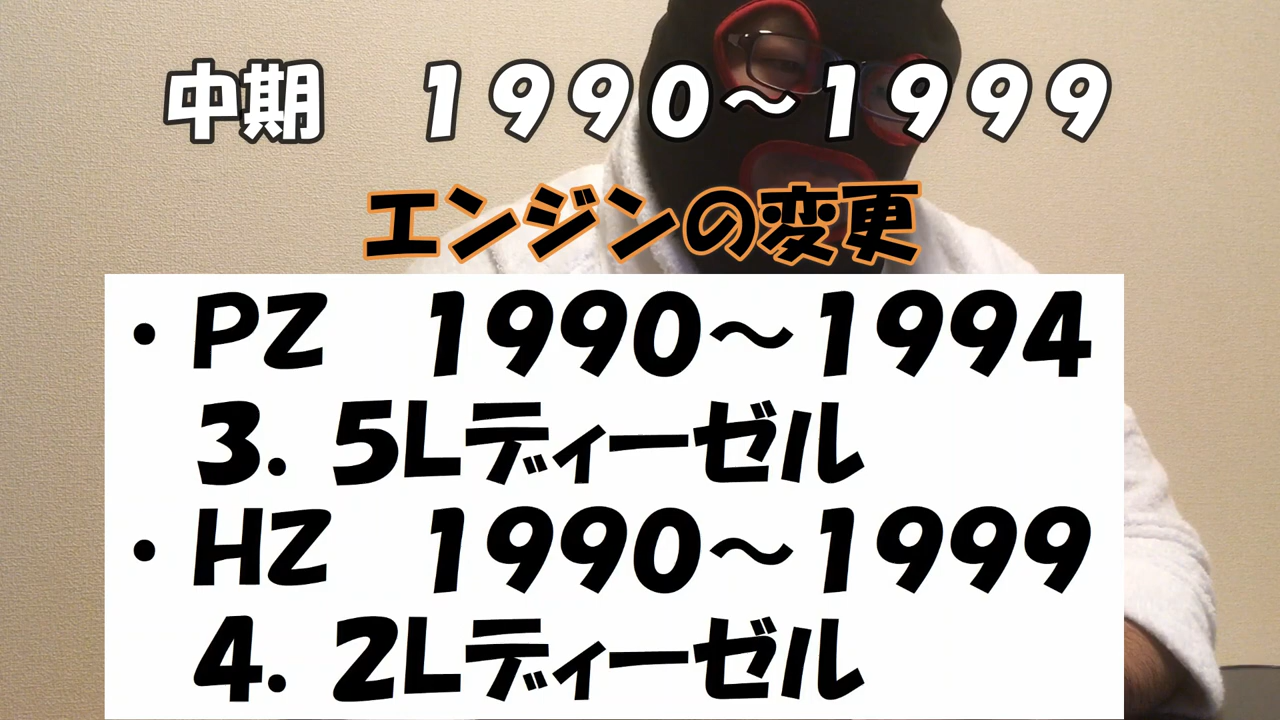 中期　１９９０～１９９９
エンジンの変更
・PZ　１９９０～１９９４
３．５Lディーゼル
・HZ　１９９０～１９９９
４．２Lディーゼル